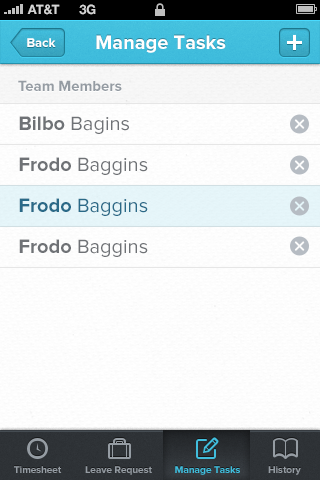 AT&T 3G
Back Manage Tasks +
Team Members
Bilbo Bagins
Frodo Baggins
Frodo Baggins
Frodo Baggins
Timesheet Leave Request Manage Tasks History